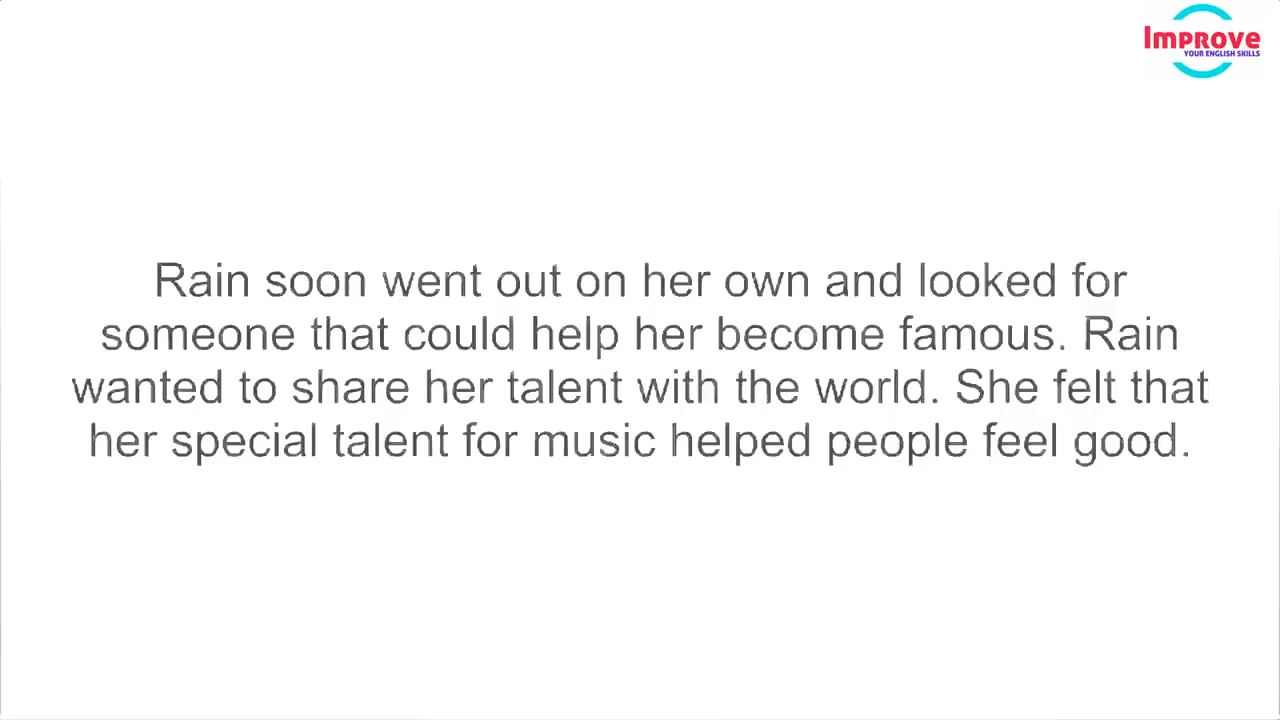 Improve
YOUR ENGLISH SKILLS
Rain soon went out on her own and looked for
someone that could help her become famous. Rain
wanted to share her talent with the world. She felt that
her special talent for music helped people feel good.